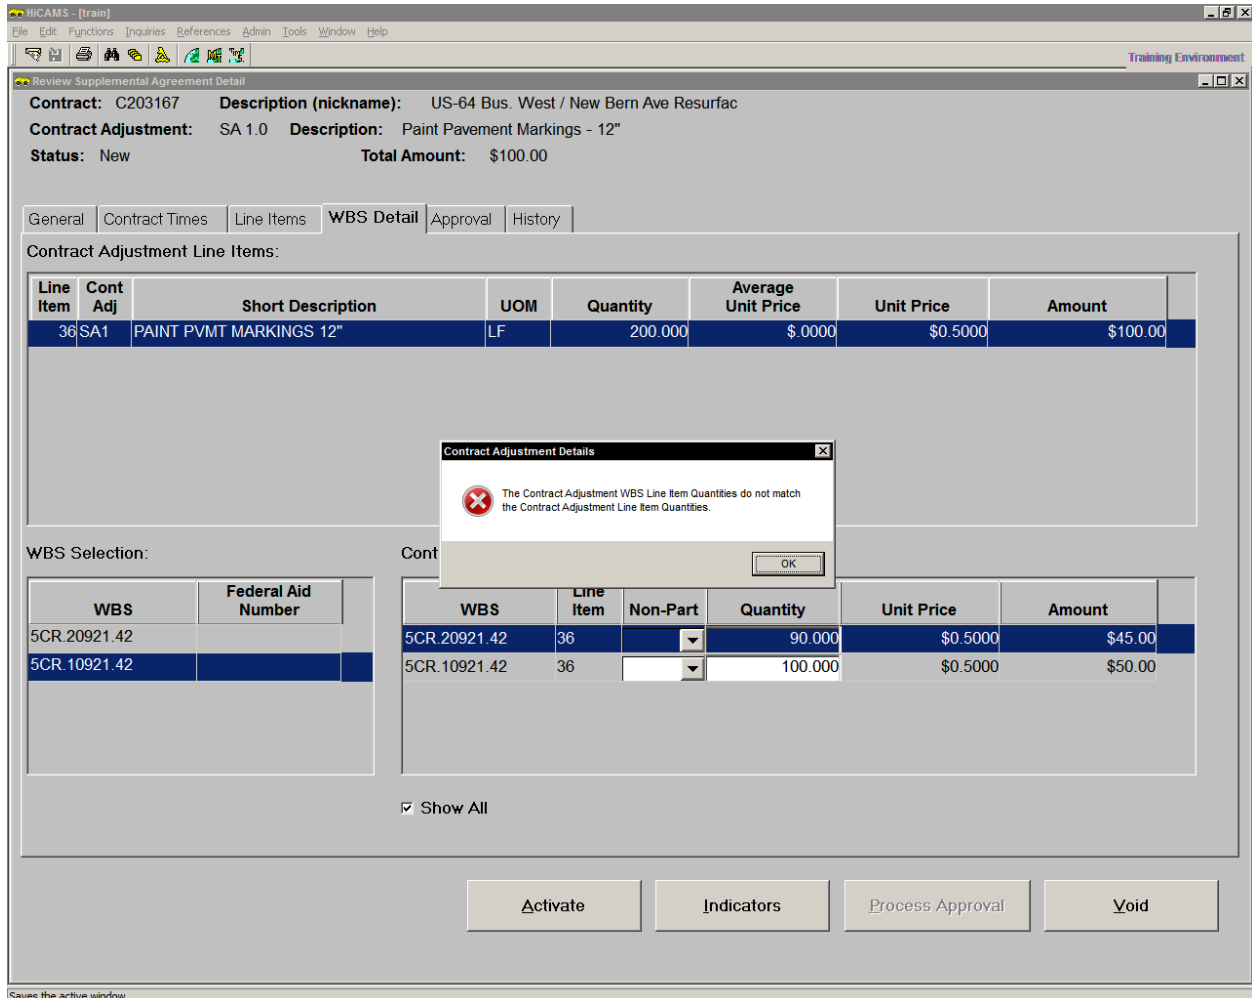 HiCAMS - [train]
File Edit Functions Inquiries References Admin Tools Window Help
Training Environment
Review Supplemental Agreement Detail
Contract: C203167 Description (nickname): US-64 Bus. West / New Bern Ave Resurfac
Contract Adjustment: SA 1.0 Description: Paint Pavement Markings - 12"
Status: New Total Amount: $100.00
General Contract Times Line Items WBS Detail Approval History
Contract Adjustment Line Items:
Line Item Cont Adj Short Description UOM Quantity Average Unit Price Unit Price Amount
36 SA1 PAINT PVMT MARKINGS 12" LF 200.000 $.0000 $0.5000 $100.00
Contract Adjustment Details
The Contract Adjustment WBS Line Item Quantities do not match
the Contract Adjustment Line Item Quantities.
OK
WBS Selection: Cont
WBS Federal Aid Number
5CR.20921.42
5CR.10921.42
WBS Line Item Non-Part Quantity Unit Price Amount
5CR.20921.42 36 90.000 $0.5000 $45.00
5CR.10921.42 36 100.000 $0.5000 $50.00
Show All
Activate Indicators Process Approval Void
Saves the active window